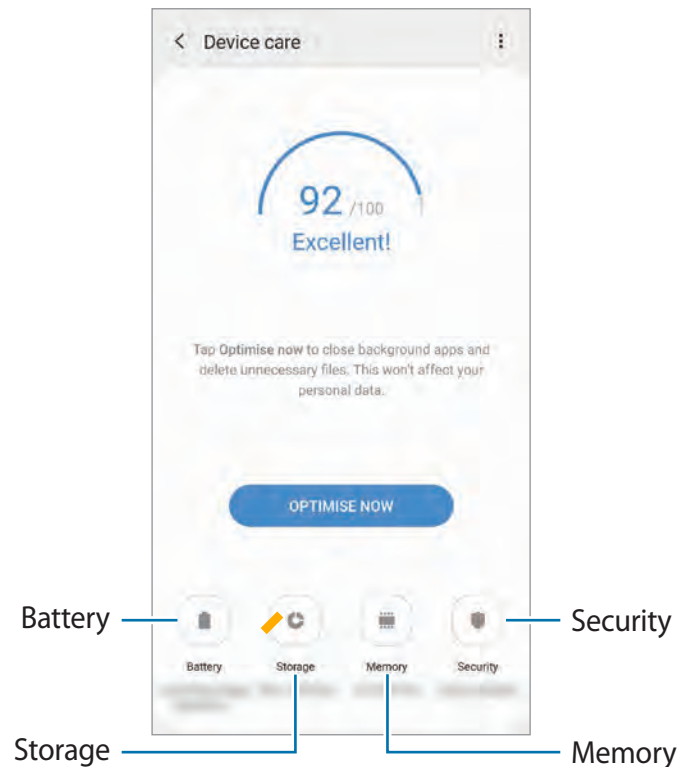 Device care
92 /100
Excellent!
Tap Optimise now to close background apps and
delete unnecessary files. This won't affect your
personal data.
OPTIMISE NOW
Battery
Security
Battery Storage Memory Security
Storage
Memory